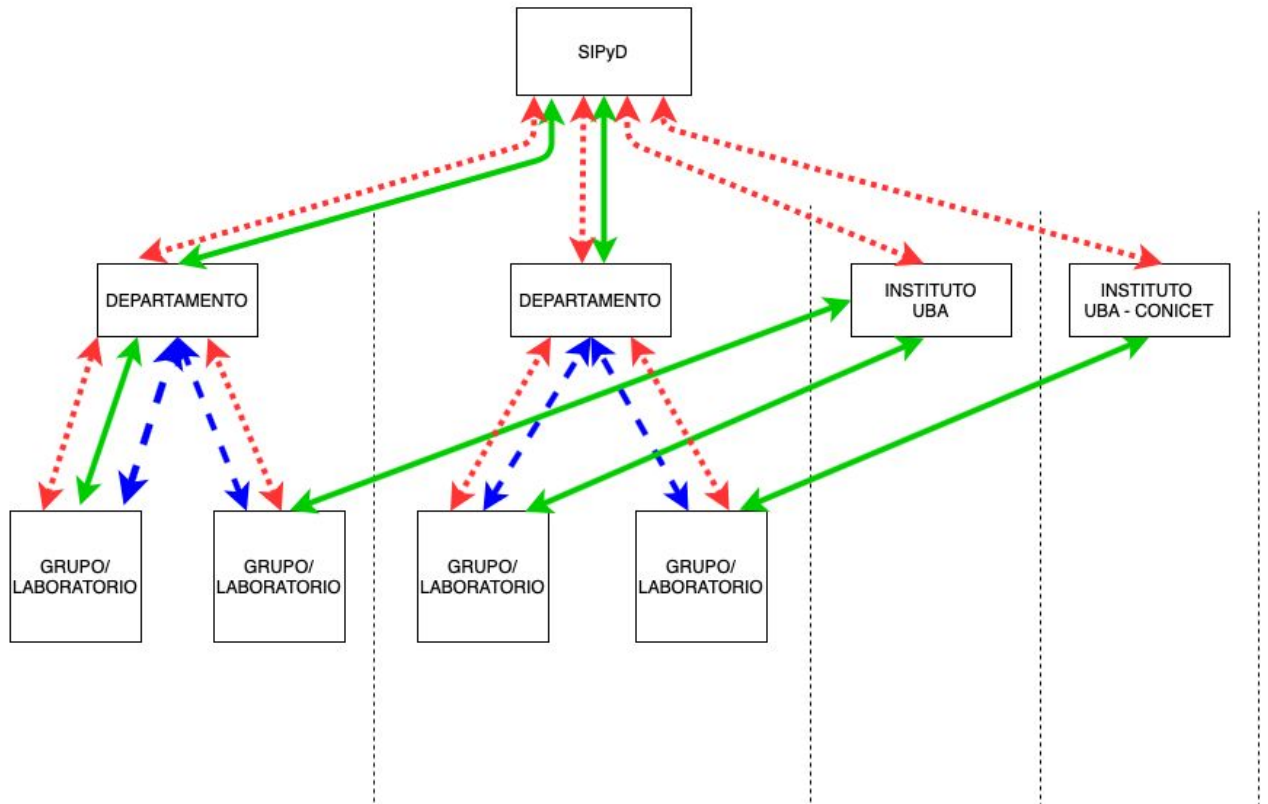 SIPyD
DEPARTAMENTO
DEPARTAMENTO
INSTITUTO
UBA
INSTITUTO
UBA - CONICET
GRUPO/
LABORATORIO
GRUPO/
LABORATORIO
GRUPO/
LABORATORIO
GRUPO/
LABORATORIO